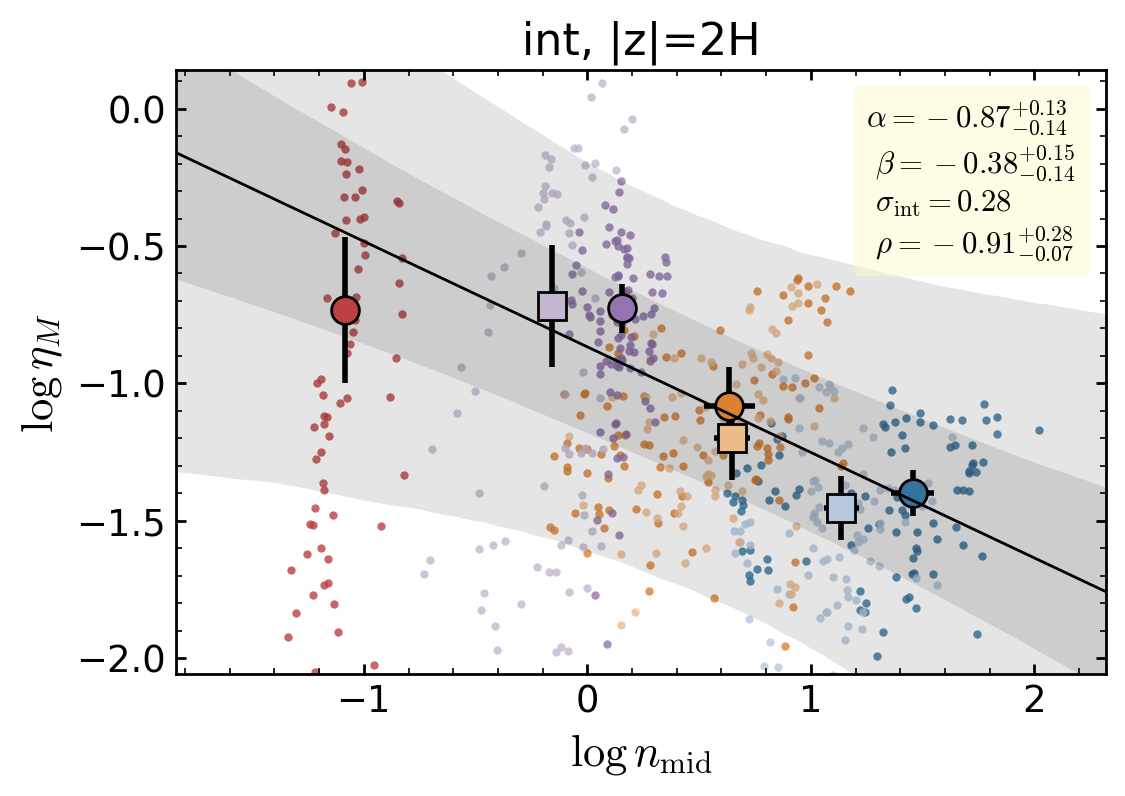 int, |z|=2H
α = −0.87 +0.13 −0.14
β = −0.38 +0.15 −0.14
σ_int = 0.28
ρ = −0.91 +0.28 −0.07
0.0
−0.5
−1.0
−1.5
−2.0
log η_M
−1
0
1
2
log n_mid